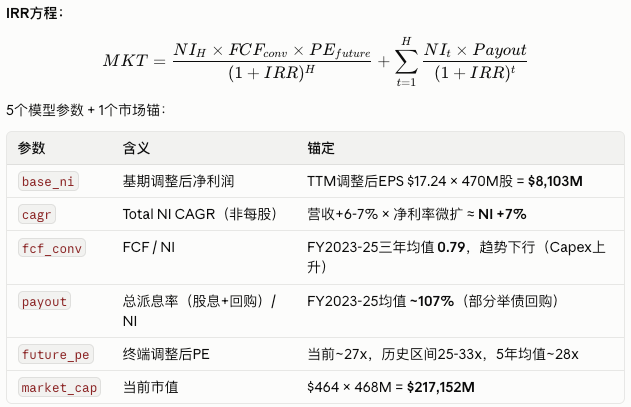 IRR方程：
MKT = \frac{NI_H × FCF_{conv} × PE_{future}}{(1 + IRR)^H} + \sum_{t=1}^{H} \frac{NI_t × Payout}{(1 + IRR)^t}
5个模型参数 + 1个市场锚：
参数 含义 锚定
base_ni 基期调整后净利润 TTM调整后EPS $17.24 × 470M股 = $8,103M
cagr Total NI CAGR（非每股） 营收+6-7% × 净利率微扩 ≈ NI +7%
fcf_conv FCF / NI FY2023-25三年均值 0.79，趋势下行（Capex上
升）
payout 总派息率（股息+回购）/ FY2023-25均值 ~107%（部分举债回购）
NI
future_pe 终端调整后PE 当前~27x，历史区间25-33x，5年均值~28x
market_cap 当前市值 $464 × 468M = $217,152M